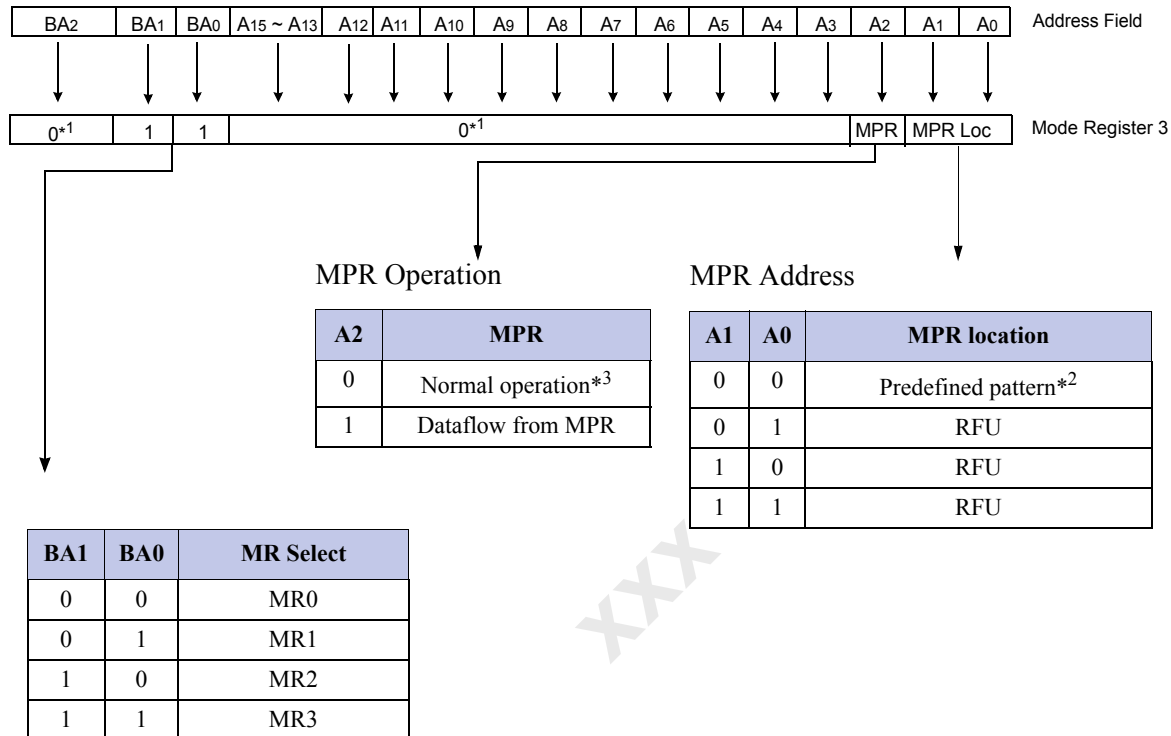 BA2 BA1 BA0 A15 ~ A13 A12 A11 A10 A9 A8 A7 A6 A5 A4 A3 A2 A1 A0 Address Field
0*1 1 1 0*1 MPR MPR Loc Mode Register 3
MPR Operation
A2 MPR
0 Normal operation*3
1 Dataflow from MPR
MPR Address
A1 A0 MPR location
0 0 Predefined pattern*2
0 1 RFU
1 0 RFU
1 1 RFU
BA1 BA0 MR Select
0 0 MR0
0 1 MR1
1 0 MR2
1 1 MR3
xxx